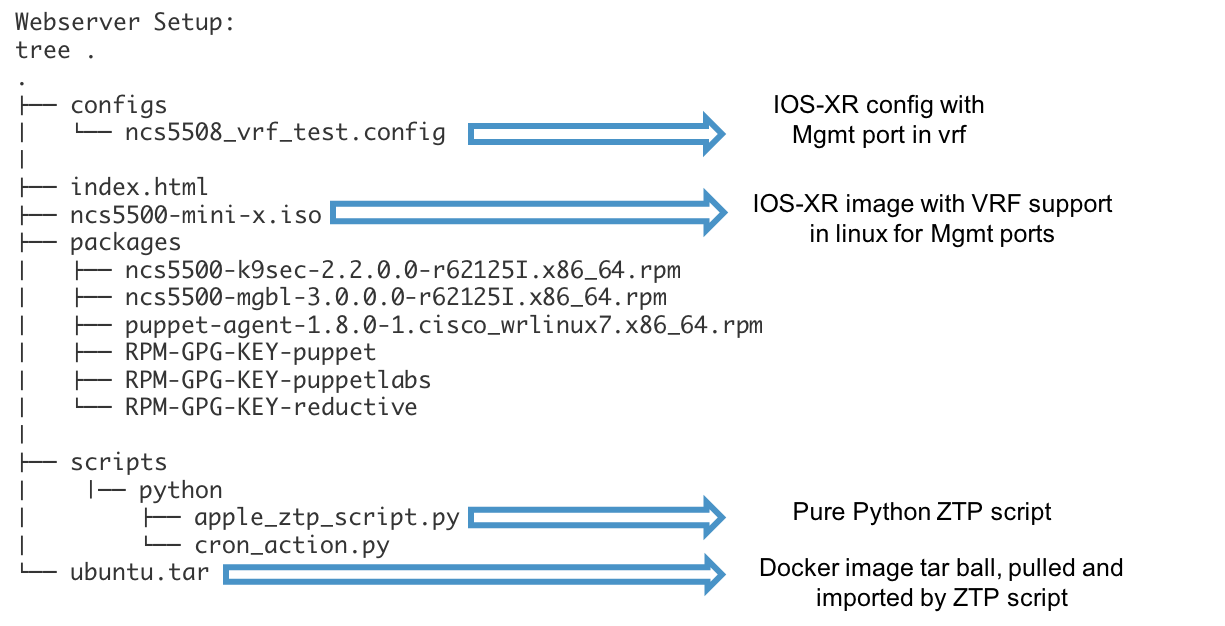 Webserver Setup:
tree .
.
├── configs
│   └── ncs5508_vrf_test.config
IOS-XR config with
Mgmt port in vrf
│
├── index.html
├── ncs5500-mini-x.iso
IOS-XR image with VRF support
in linux for Mgmt ports
├── packages
│   ├── ncs5500-k9sec-2.2.0.0-r62125I.x86_64.rpm
│   ├── ncs5500-mgbl-3.0.0.0-r62125I.x86_64.rpm
│   ├── puppet-agent-1.8.0-1.cisco_wrlinux7.x86_64.rpm
│   ├── RPM-GPG-KEY-puppet
│   ├── RPM-GPG-KEY-puppetlabs
│   └── RPM-GPG-KEY-reductive
│
├── scripts
│    |── python
│        ├── apple_ztp_script.py
Pure Python ZTP script
│        └── cron_action.py
└── ubuntu.tar
Docker image tar ball, pulled and
imported by ZTP script